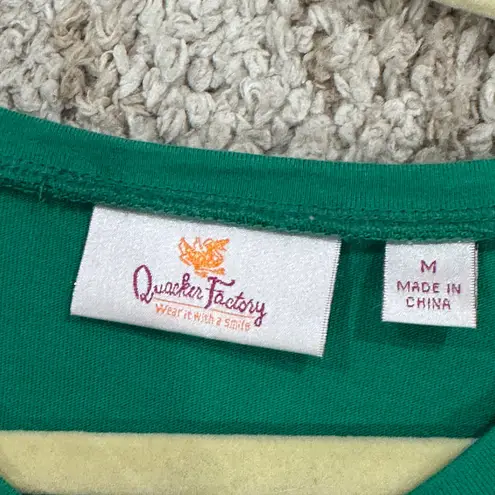 Quacker Factory
Wear it with a Smile
M
MADE IN
CHINA